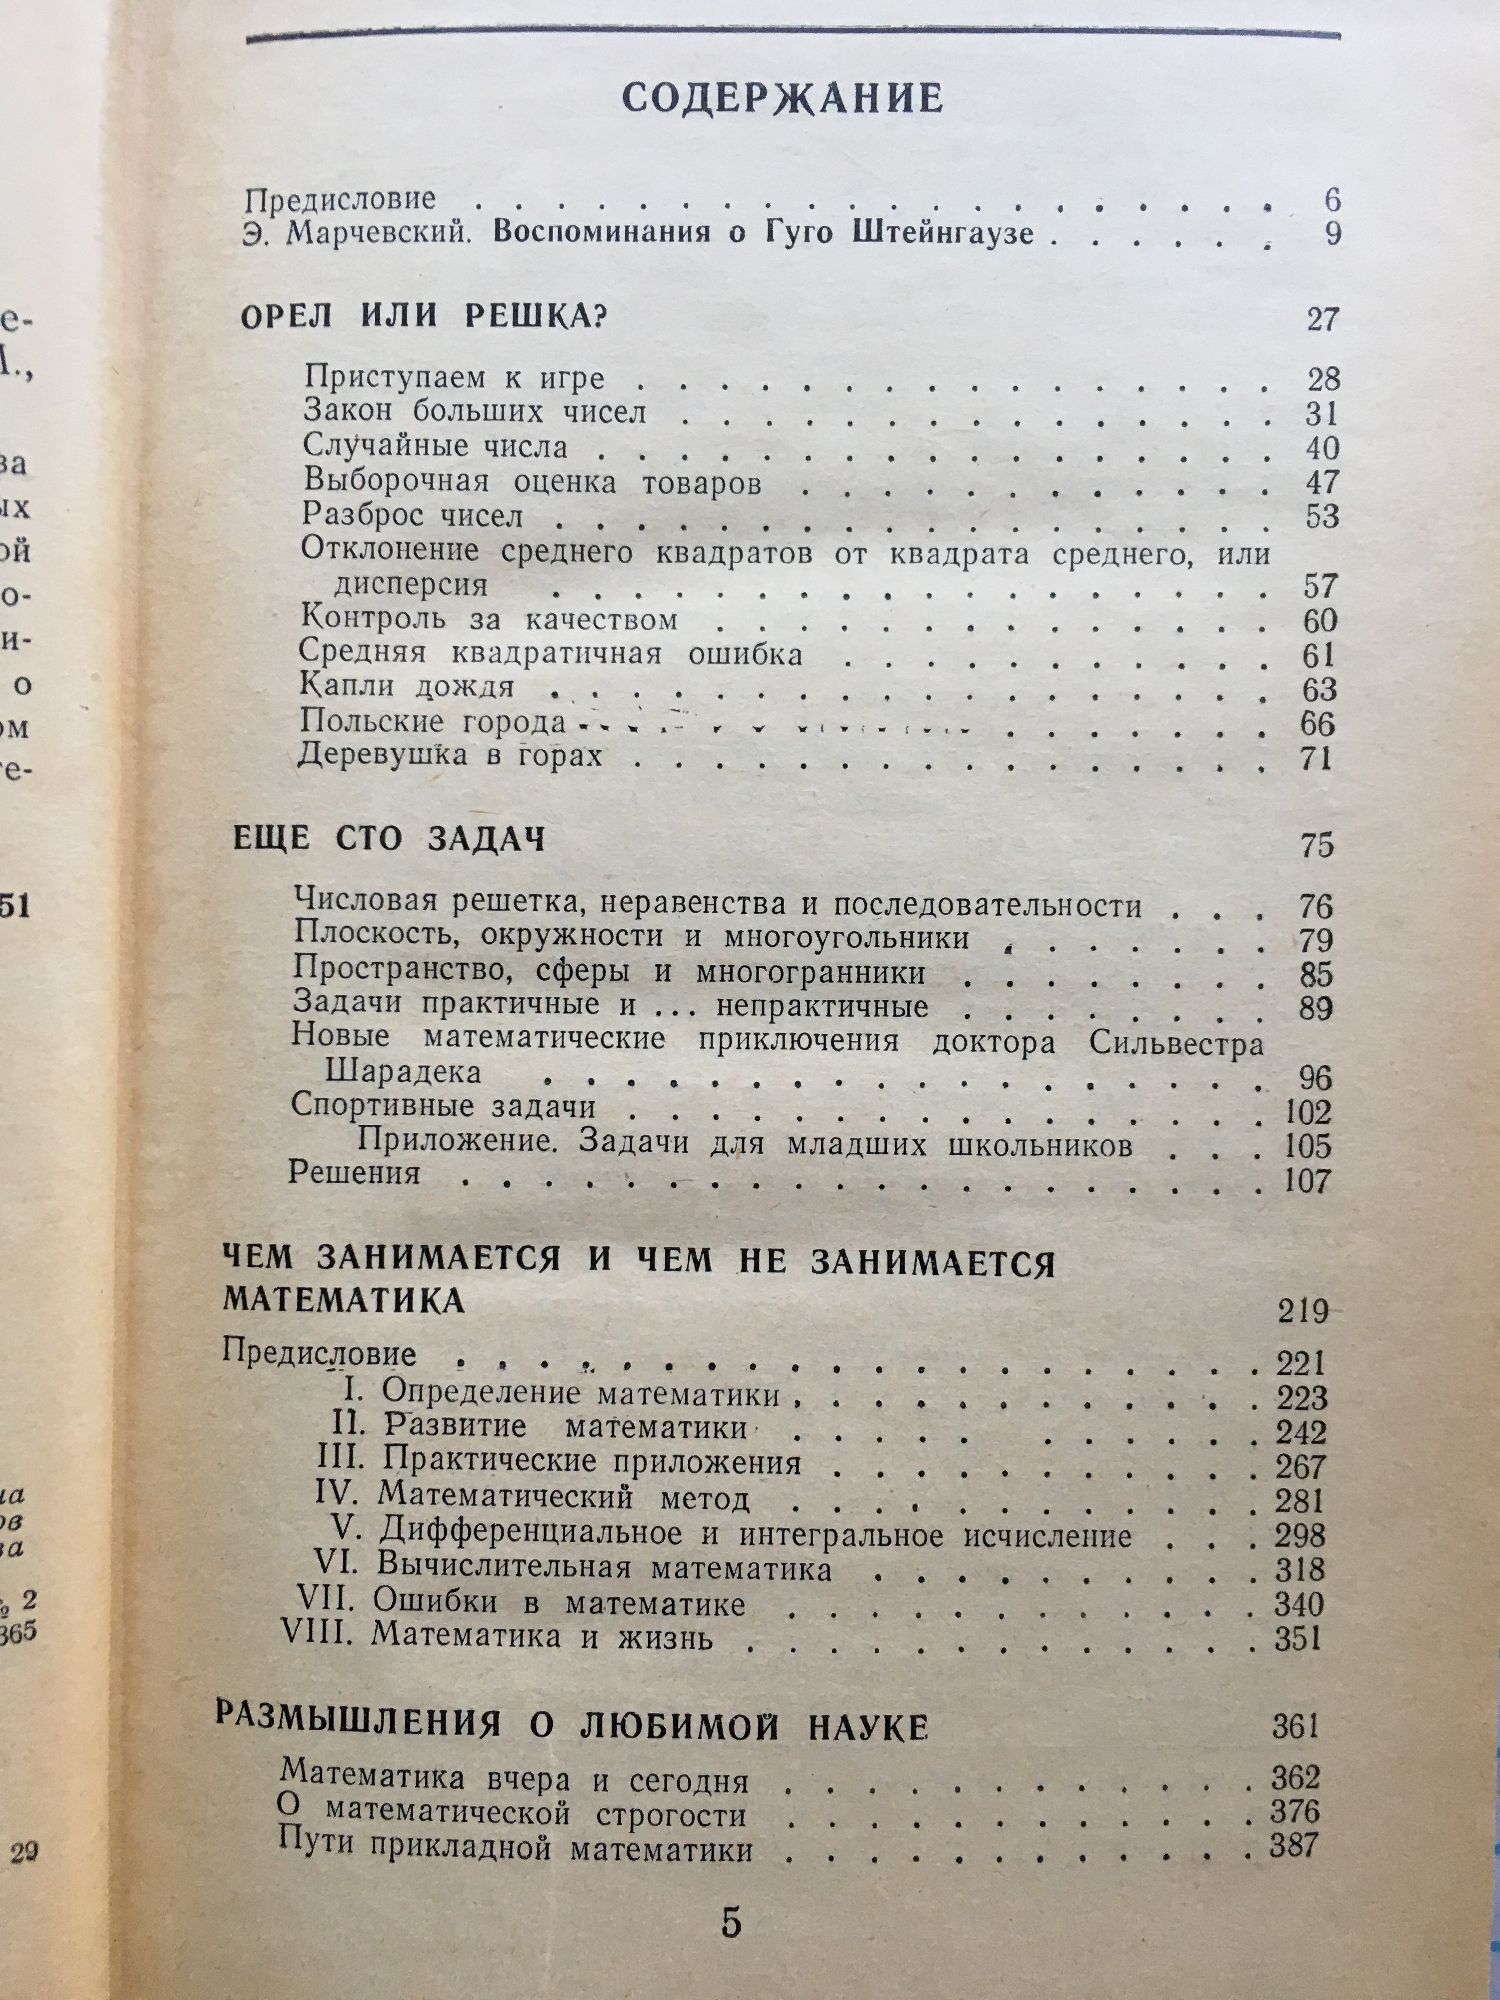 СОДЕРЖАНИЕ
Предисловие . . . . . . . . . . . . . . . . . . . . 6
Э. Марчевский. Воспоминания о Гуго Штейнгаузе . . . . . . 9
ОРЕЛ ИЛИ РЕШКА? 27
Приступаем к игре . . . . . . . . . . . . . . . . 28
Закон больших чисел . . . . . . . . . . . . . . . 31
Случайные числа . . . . . . . . . . . . . . . . . 40
Выборочная оценка товаров . . . . . . . . . . . . 47
Разброс чисел . . . . . . . . . . . . . . . . . . 53
Отклонение среднего квадратов от квадрата среднего, или
дисперсия . . . . . . . . . . . . . . . . . . 57
Контроль за качеством . . . . . . . . . . . . . . 60
Средняя квадратичная ошибка . . . . . . . . . . . 61
Капли дождя . . . . . . . . . . . . . . . . . . 63
Польские города . . . . . . . . . . . . . . . . . 66
Деревушка в горах . . . . . . . . . . . . . . . . 71
ЕЩЕ СТО ЗАДАЧ 75
Числовая решетка, неравенства и последовательности . . . 76
Плоскость, окружности и многоугольники . . . . . . . 79
Пространство, сферы и многогранники . . . . . . . . 85
Задачи практичные и ... непрактичные . . . . . . . . 89
Новые математические приключения доктора Сильвестра
Шарадека . . . . . . . . . . . . . . . . . . 96
Спортивные задачи . . . . . . . . . . . . . . . . 102
Приложение. Задачи для младших школьников . . . 105
Решения . . . . . . . . . . . . . . . . . . . . 107
ЧЕМ ЗАНИМАЕТСЯ И ЧЕМ НЕ ЗАНИМАЕТСЯ
МАТЕМАТИКА 219
Предисловие . . . . . . . . . . . . . . . . . . . . 221
I. Определение математики . . . . . . . . . . . . 223
II. Развитие математики . . . . . . . . . . . 242
III. Практические приложения . . . . . . . . . . . 267
IV. Математический метод . . . . . . . . . . . . 281
V. Дифференциальное и интегральное исчисление . . . 298
VI. Вычислительная математика . . . . . . . . . . 318
VII. Ошибки в математике . . . . . . . . . . . . 340
VIII. Математика и жизнь . . . . . . . . . . . . . 351
РАЗМЫШЛЕНИЯ О ЛЮБИМОЙ НАУКЕ 361
Математика вчера и сегодня . . . . . . . . . . . . 362
О математической строгости . . . . . . . . . . . . 376
Пути прикладной математики . . . . . . . . . . . . 387
5
51
№ 2
365
29